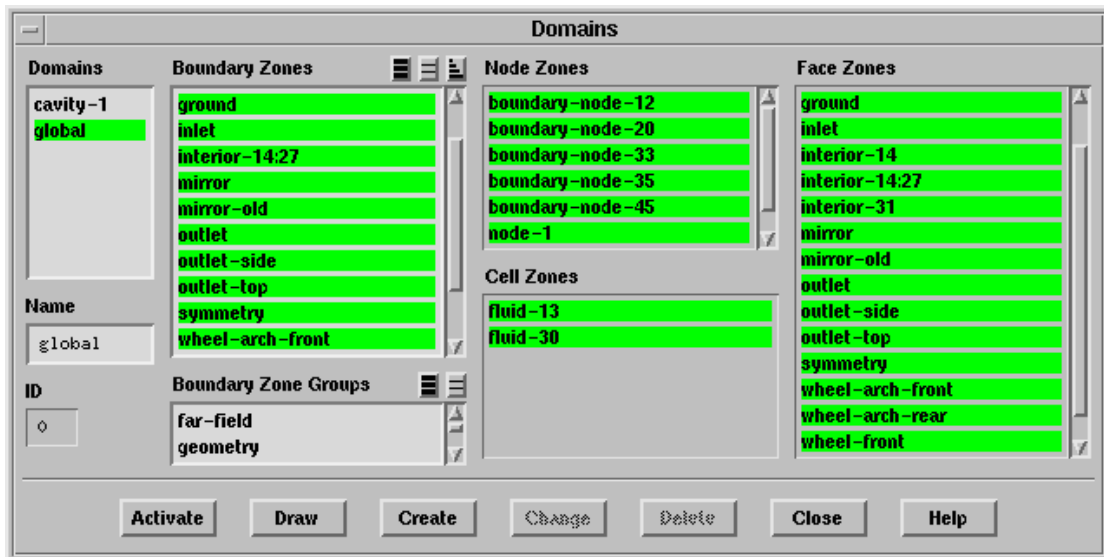 Domains
Domains
cavity-1
global
Name
global
ID
0
Boundary Zones
ground
inlet
interior-14:27
mirror
mirror-old
outlet
outlet-side
outlet-top
symmetry
wheel-arch-front
Boundary Zone Groups
far-field
geometry
Node Zones
boundary-node-12
boundary-node-20
boundary-node-33
boundary-node-35
boundary-node-45
node-1
Cell Zones
fluid-13
fluid-30
Face Zones
ground
inlet
interior-14
interior-14:27
interior-31
mirror
mirror-old
outlet
outlet-side
outlet-top
symmetry
wheel-arch-front
wheel-arch-rear
wheel-front
Activate
Draw
Create
Change
Delete
Close
Help